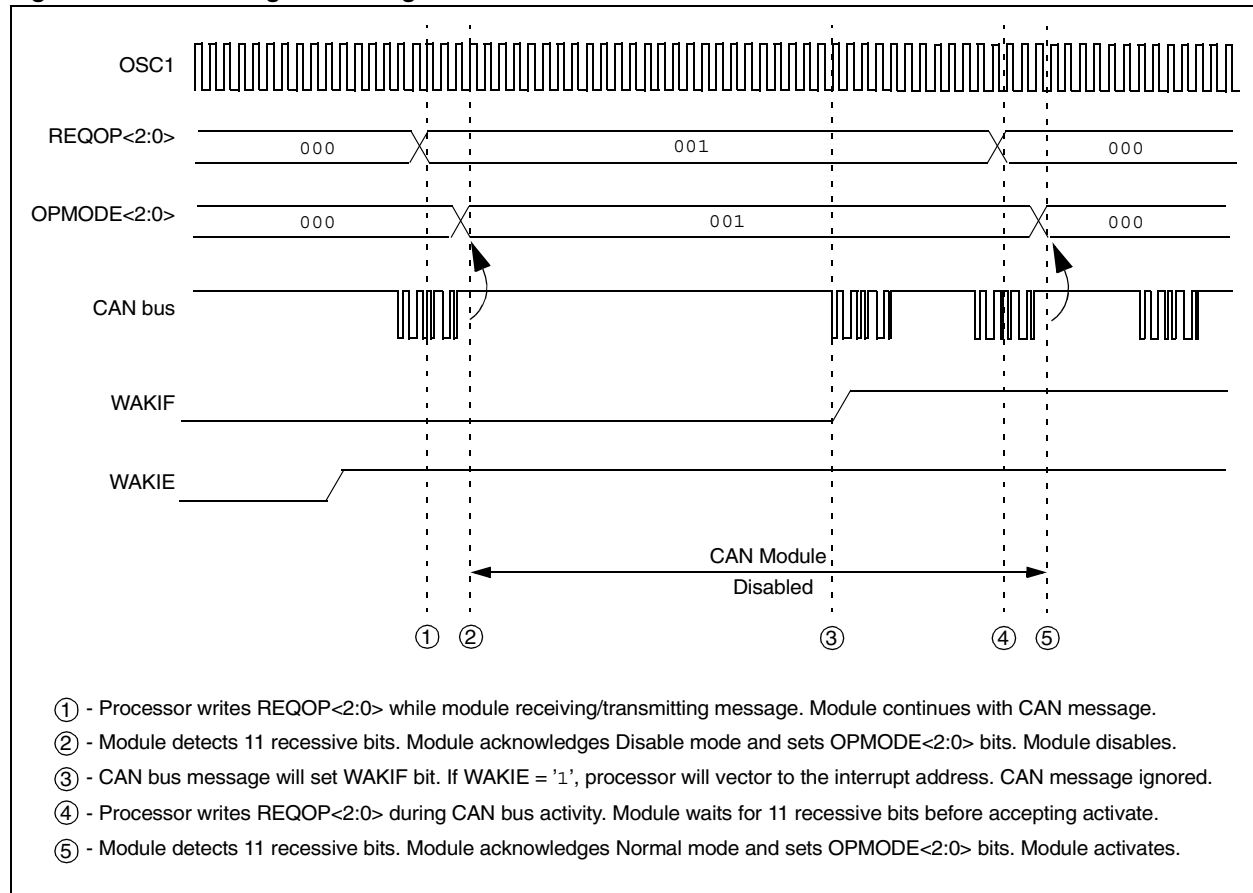 OSC1
REQOP<2:0>
000
001
000
OPMODE<2:0>
000
001
000
CAN bus
WAKIF
WAKIE
CAN Module
Disabled
1 2 3 4 5
1 - Processor writes REQOP<2:0> while module receiving/transmitting message. Module continues with CAN message.
2 - Module detects 11 recessive bits. Module acknowledges Disable mode and sets OPMODE<2:0> bits. Module disables.
3 - CAN bus message will set WAKIF bit. If WAKIE = '1', processor will vector to the interrupt address. CAN message ignored.
4 - Processor writes REQOP<2:0> during CAN bus activity. Module waits for 11 recessive bits before accepting activate.
5 - Module detects 11 recessive bits. Module acknowledges Normal mode and sets OPMODE<2:0> bits. Module activates.